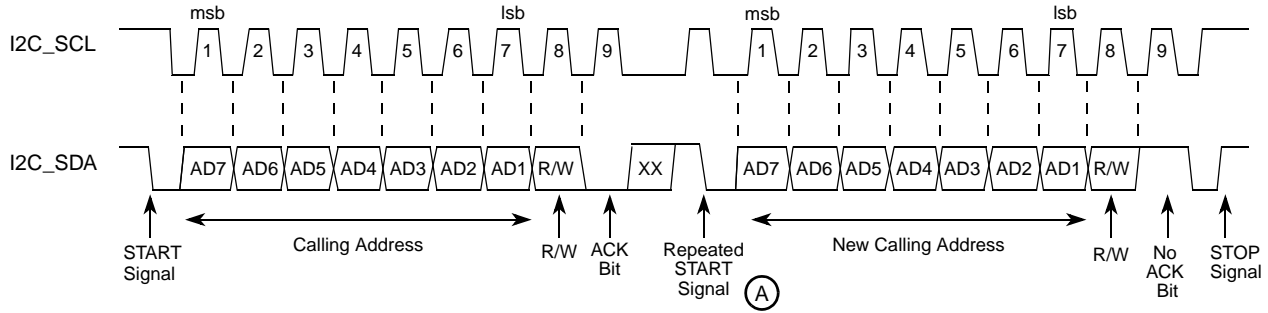 msb lsb msb lsb
I2C_SCL 1 2 3 4 5 6 7 8 9 1 2 3 4 5 6 7 8 9
I2C_SDA AD7 AD6 AD5 AD4 AD3 AD2 AD1 R/W XX AD7 AD6 AD5 AD4 AD3 AD2 AD1 R/W
START
Signal
Calling Address
R/W
ACK
Bit
Repeated
START
Signal
A
New Calling Address
R/W
No
ACK
Bit
STOP
Signal